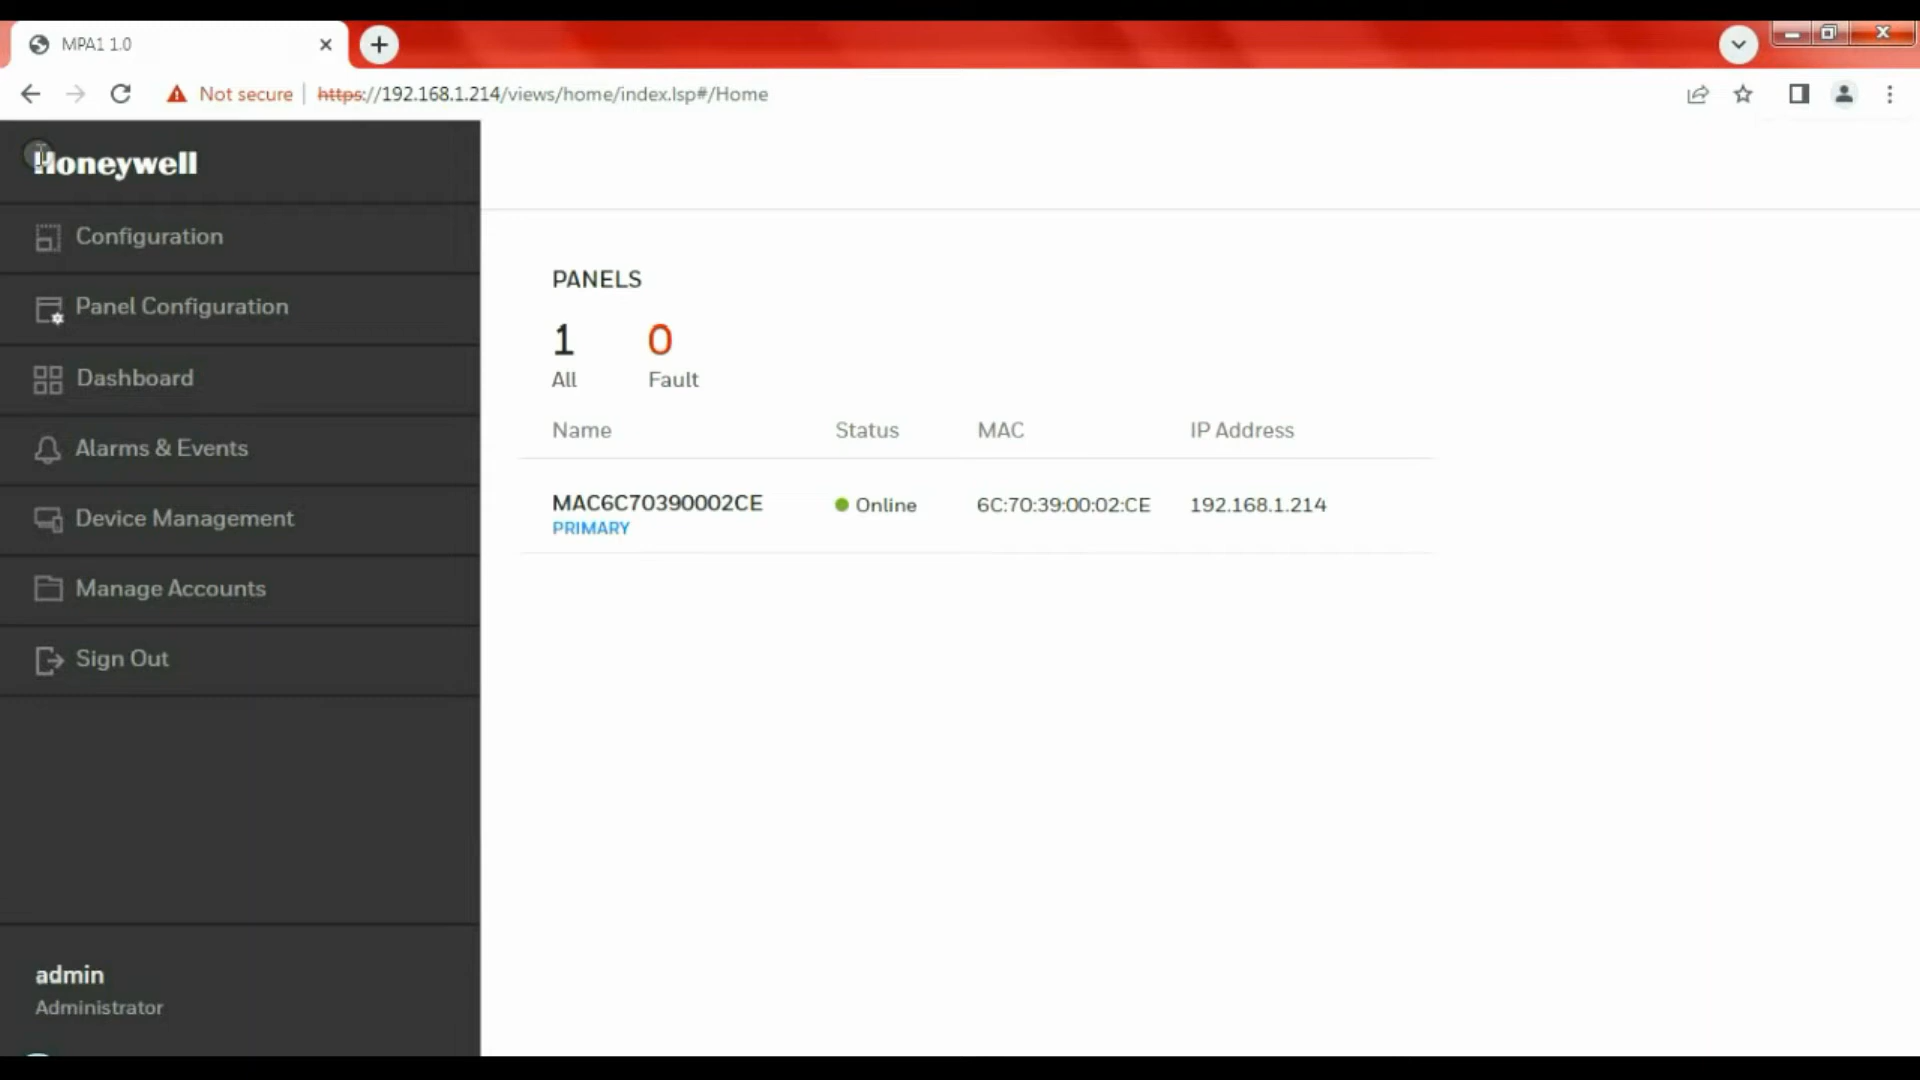 MPA1 1.0
Not secure https://192.168.1.214/views/home/index.lsp#/Home
Honeywell
Configuration
Panel Configuration
Dashboard
Alarms & Events
Device Management
Manage Accounts
Sign Out
admin
Administrator
PANELS
1 0
All Fault
Name Status MAC IP Address
MAC6C70390002CE Online 6C:70:39:00:02:CE 192.168.1.214
PRIMARY